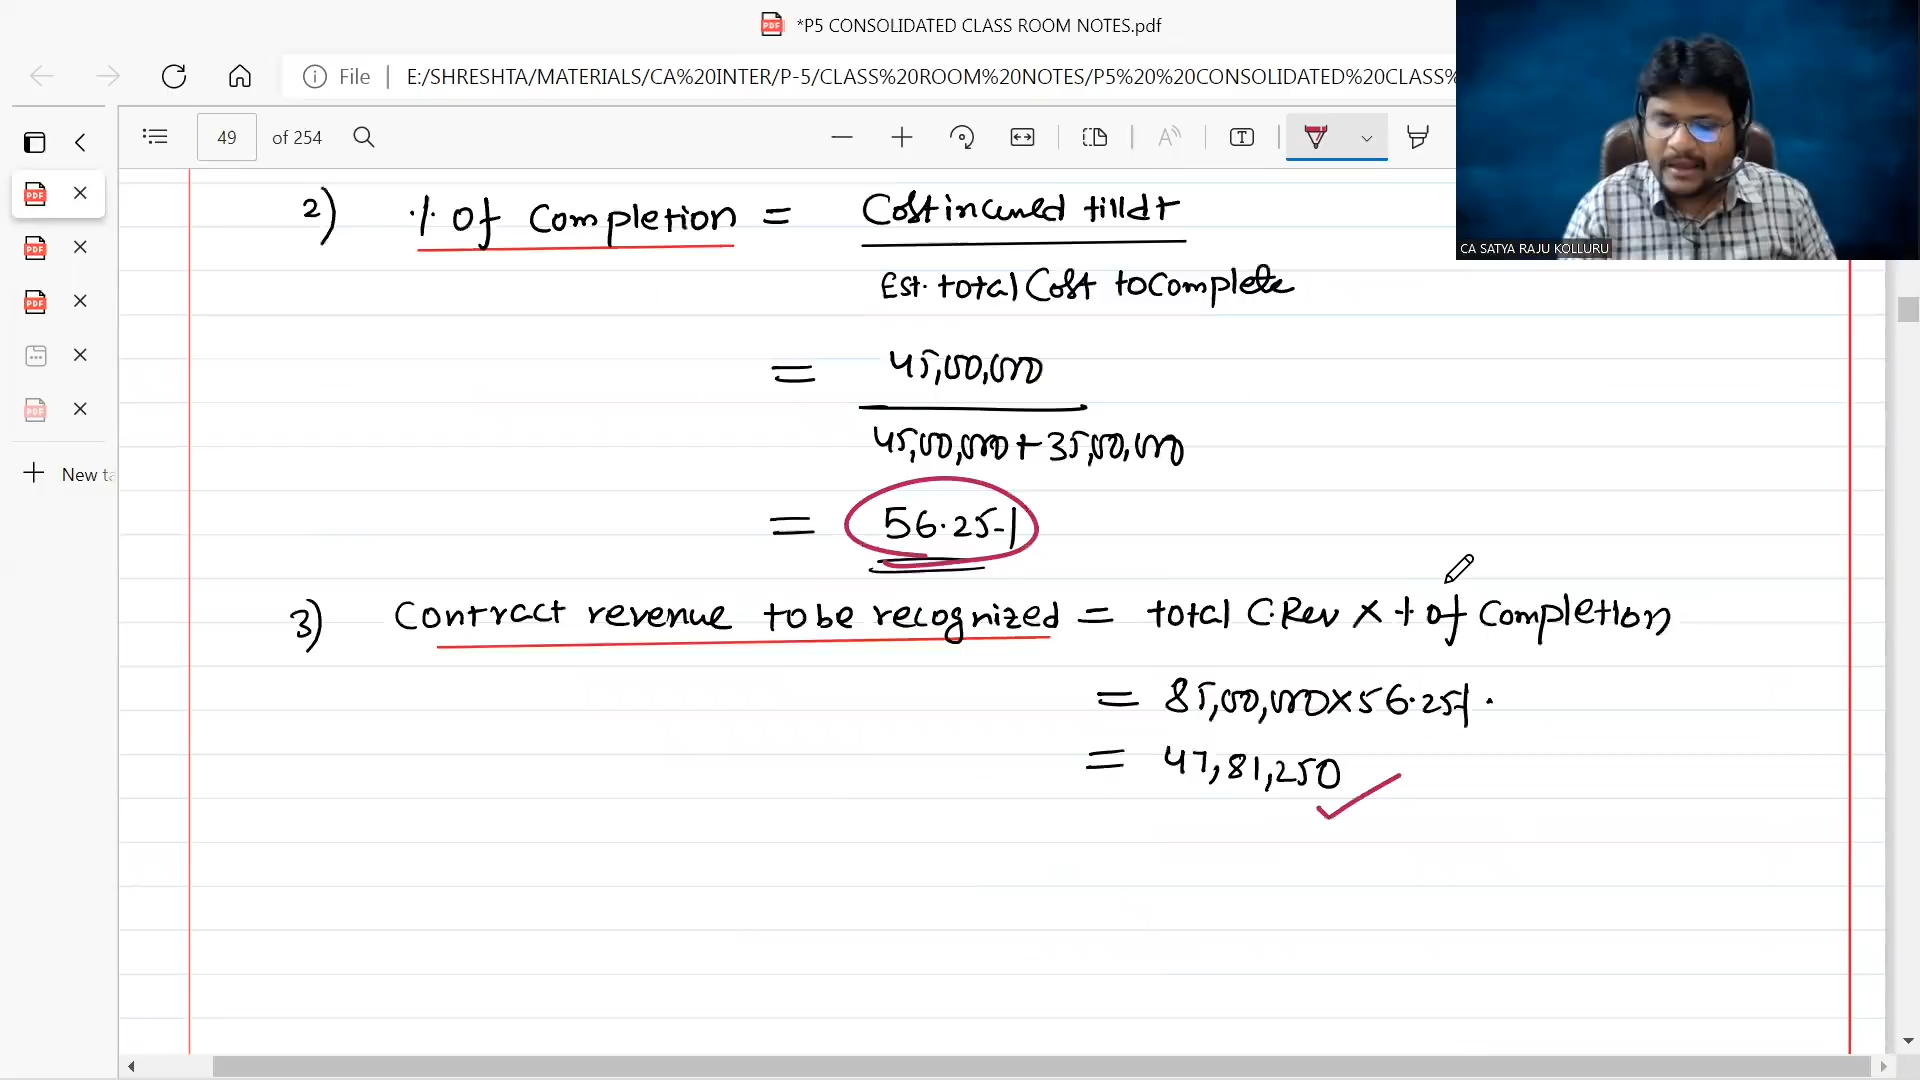 *P5 CONSOLIDATED CLASS ROOM NOTES.pdf
File E:/SHRESHTA/MATERIALS/CA%20INTER/P-5/CLASS%20ROOM%20NOTES/P5%20%20CONSOLIDATED%20CLASS%
49 of 254
New ta
CA SATYA RAJU KOLLURU
2) % of Completion = Cost incurred till dt
Est. total Cost to Complete
= 45,00,000
45,00,000 + 35,00,000
= 56.25%
3) Contract revenue to be recognized = total C.Rev X % of Completion
= 85,00,000 X 56.25%.
= 47,81,250